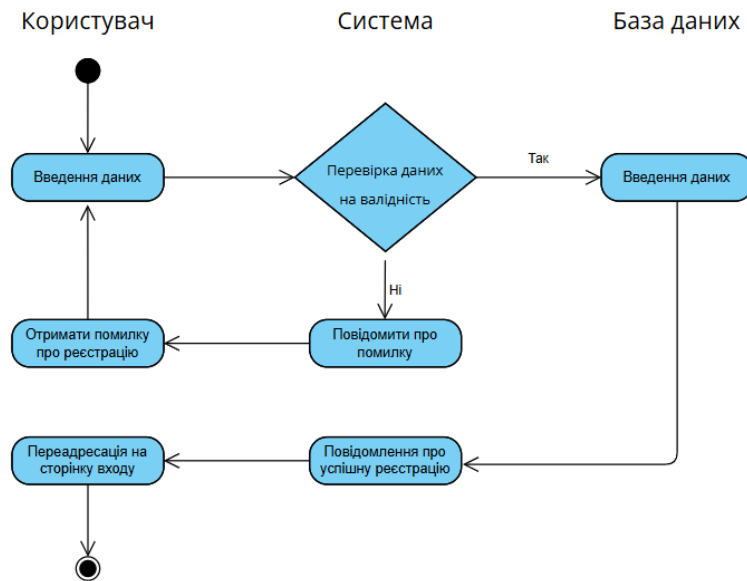 Користувач
Система
База даних
Введення даних
Перевірка даних
на валідність
Так
Введення даних
Ні
Отримати помилку
про реєстрацію
Повідомити про
помилку
Переадресація на
сторінку входу
Повідомлення про
успішну реєстрацію